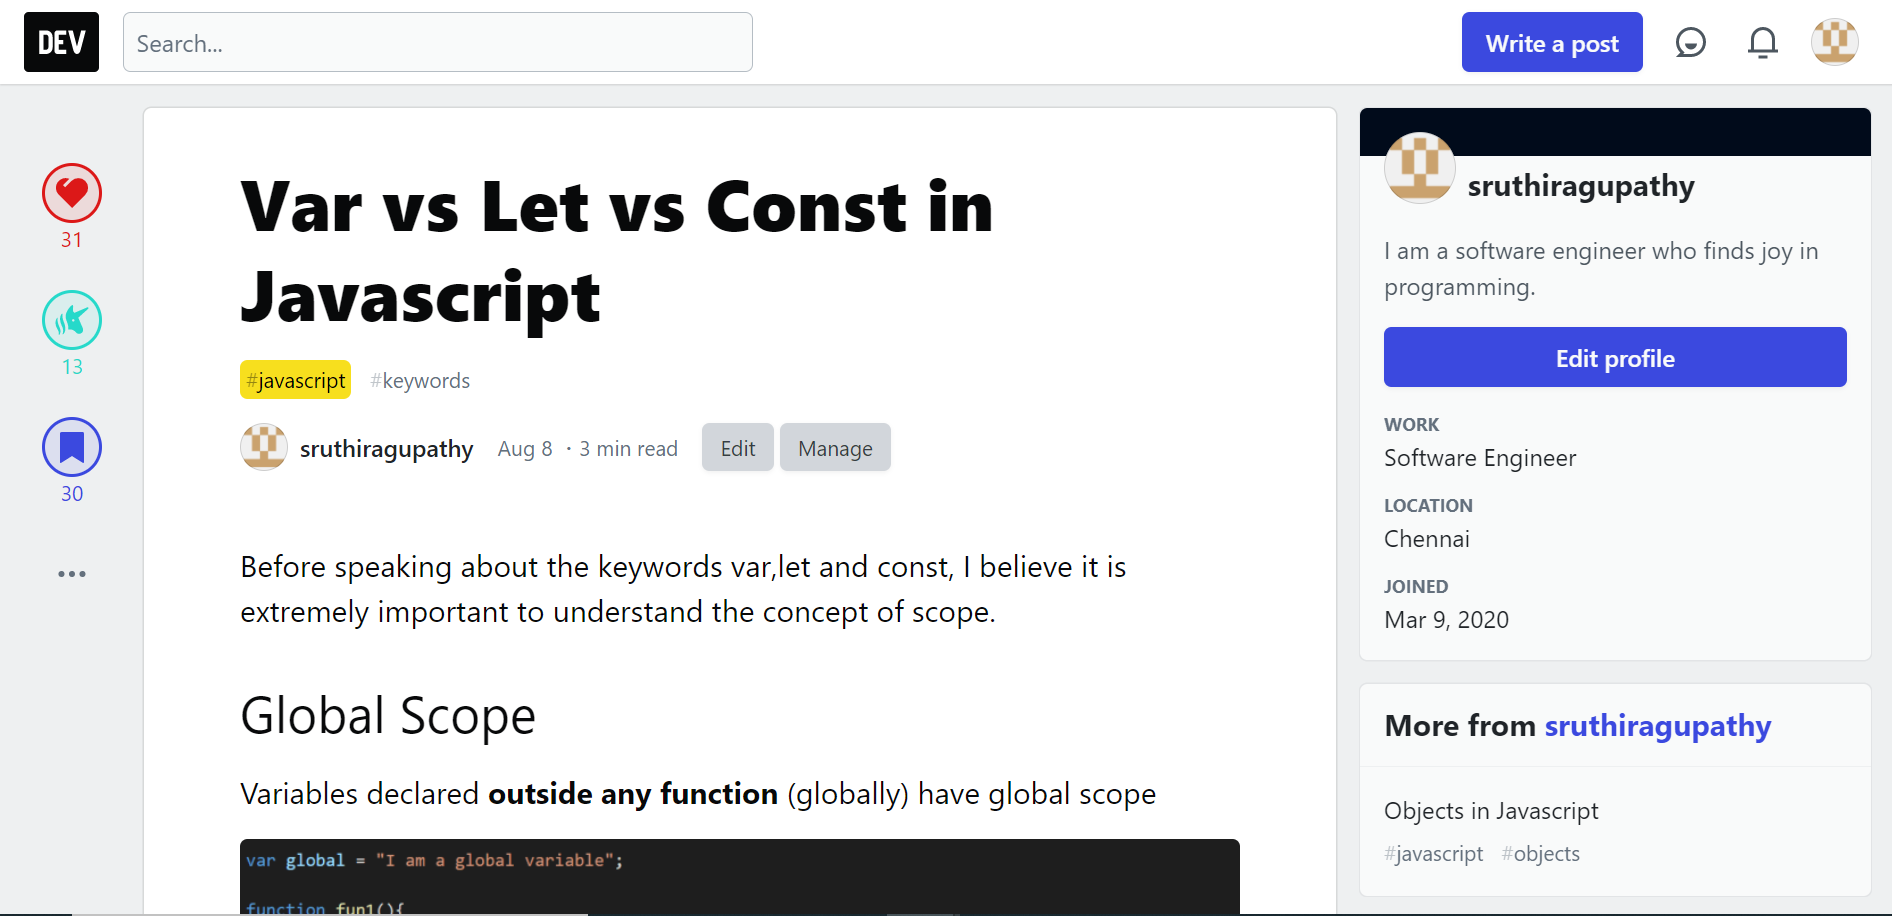 DEV
Search...
Write a post
31
13
30
Var vs Let vs Const in
Javascript
#javascript #keywords
sruthiragupathy Aug 8 · 3 min read Edit Manage
Before speaking about the keywords var,let and const, I believe it is
extremely important to understand the concept of scope.
Global Scope
Variables declared outside any function (globally) have global scope
var global = "I am a global variable";
function fun1(){
sruthiragupathy
I am a software engineer who finds joy in
programming.
Edit profile
WORK
Software Engineer
LOCATION
Chennai
JOINED
Mar 9, 2020
More from sruthiragupathy
Objects in Javascript
#javascript #objects